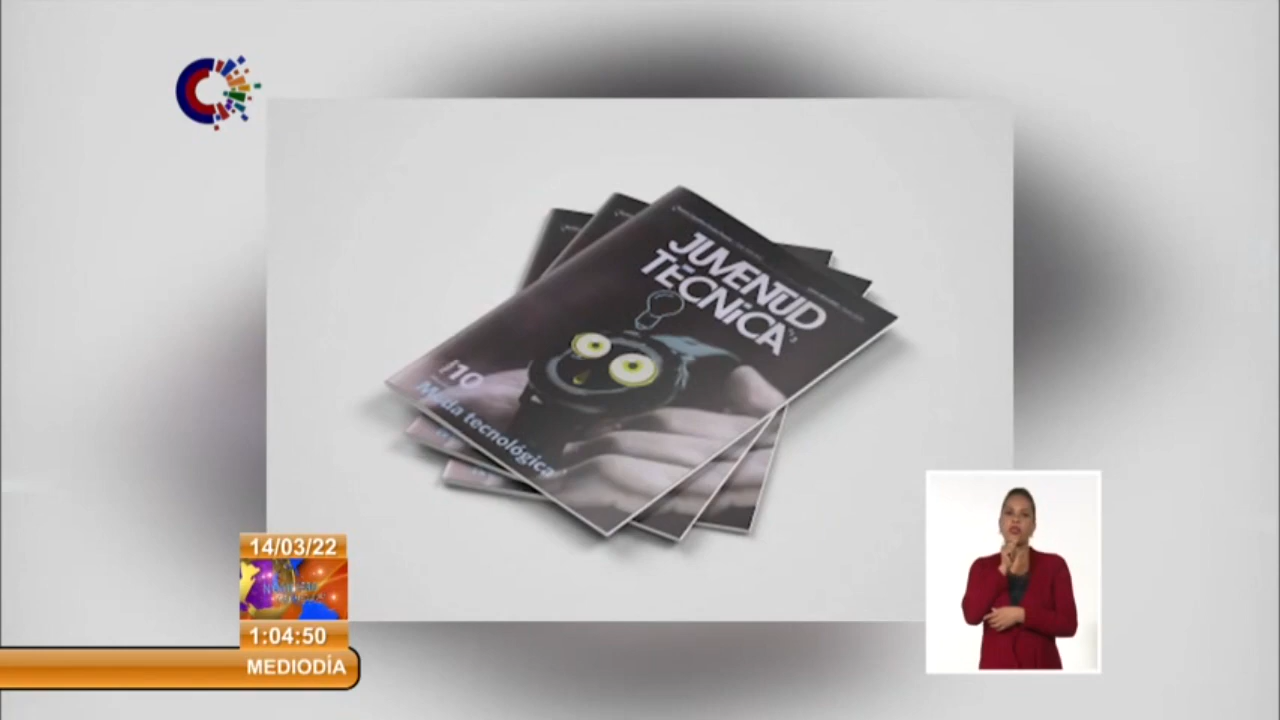 JUVENTUD
TÉCNICA
10
Moda tecnológica
14/03/22
1:04:50
MEDIODÍA